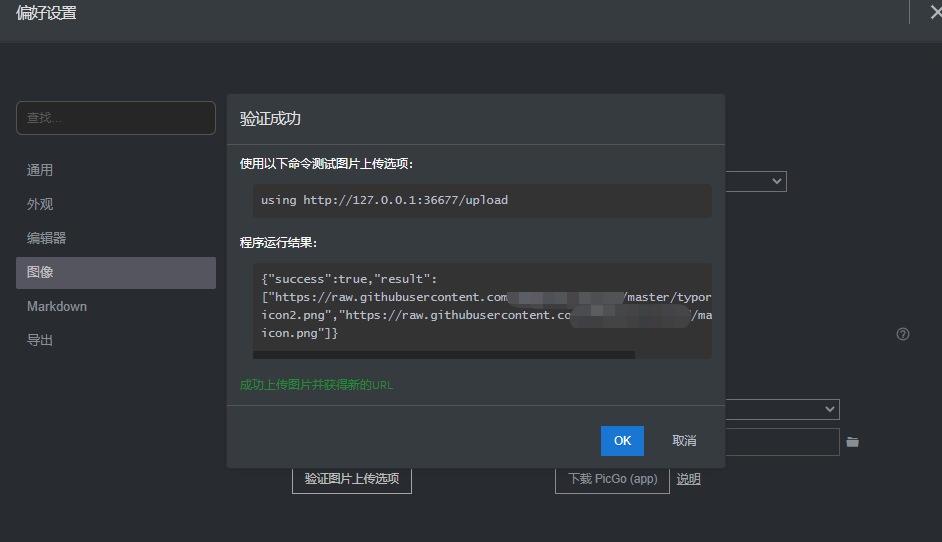 偏好设置
查找...
通用
外观
编辑器
图像
Markdown
导出
验证成功
使用以下命令测试图片上传选项:
using http://127.0.0.1:36677/upload
程序运行结果:
{"success":true,"result":
["https://raw.githubusercontent.com /master/typor
icon2.png","https://raw.githubusercontent.co /ma
icon.png"]}
成功上传图片并获得新的URL
OK 取消
验证图片上传选项 下载 PicGo (app) 说明